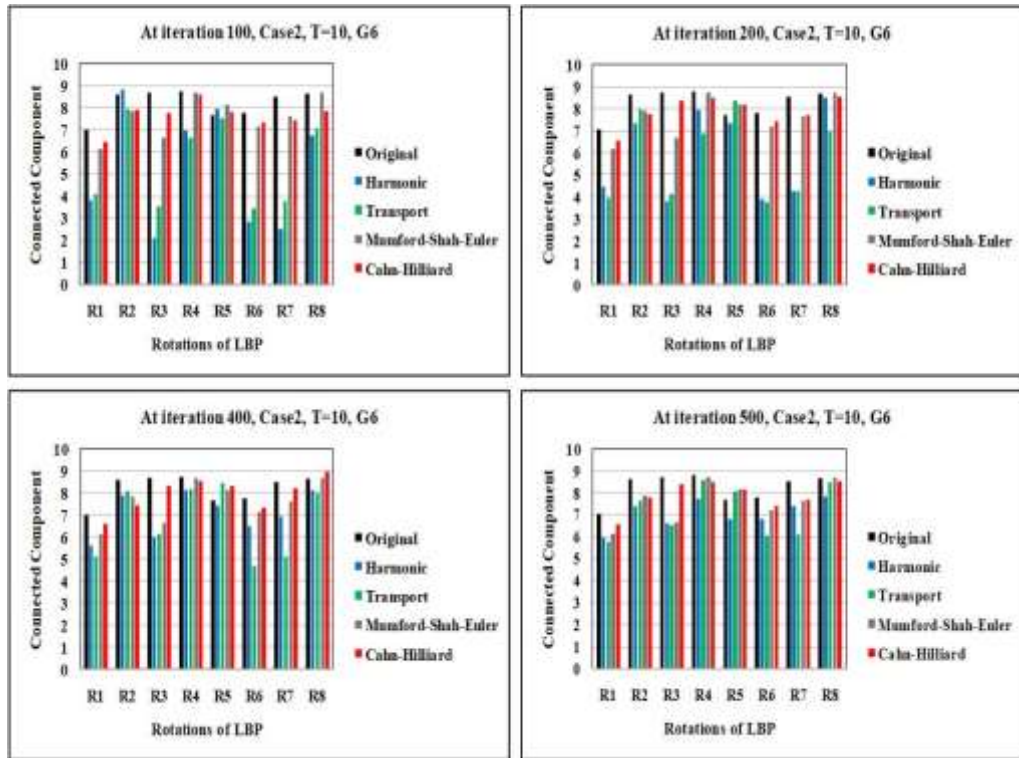 At iteration 100, Case2, T=10, G6
Connected Component
10
9
8
7
6
5
4
3
2
1
0
R1 R2 R3 R4 R5 R6 R7 R8
Rotations of LBP
Original
Harmonic
Transport
Mumford-Shah-Euler
Cahn-Hilliard
At iteration 200, Case2, T=10, G6
Connected Component
10
9
8
7
6
5
4
3
2
1
0
R1 R2 R3 R4 R5 R6 R7 R8
Rotations of LBP
Original
Harmonic
Transport
Mumford-Shah-Euler
Cahn-Hilliard
At iteration 400, Case2, T=10, G6
Connected Component
10
9
8
7
6
5
4
3
2
1
0
R1 R2 R3 R4 R5 R6 R7 R8
Rotations of LBP
Original
Harmonic
Transport
Mumford-Shah-Euler
Cahn-Hilliard
At iteration 500, Case2, T=10, G6
Connected Component
10
9
8
7
6
5
4
3
2
1
0
R1 R2 R3 R4 R5 R6 R7 R8
Rotations of LBP
Original
Harmonic
Transport
Mumford-Shah-Euler
Cahn-Hilliard